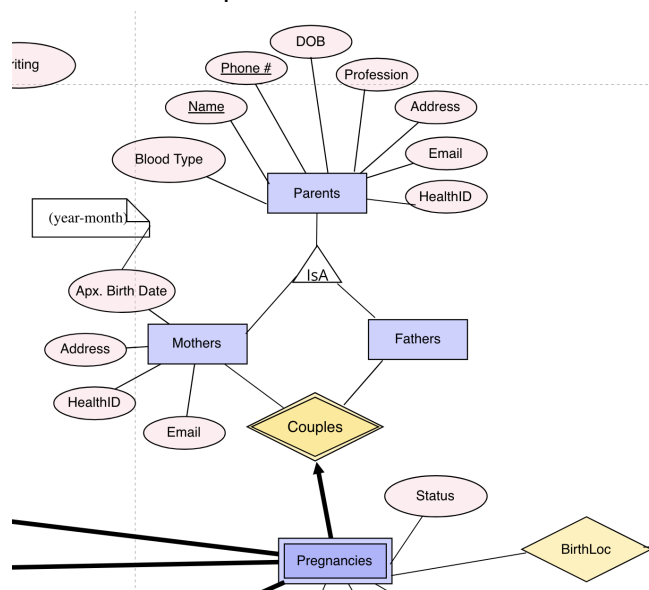 DOB
Phone #
riting
Profession
Name
Address
Blood Type
Email
Parents
HealthID
(year-month)
IsA
Apx. Birth Date
Mothers
Fathers
Address
HealthID
Email
Couples
Status
Pregnancies
BirthLoc